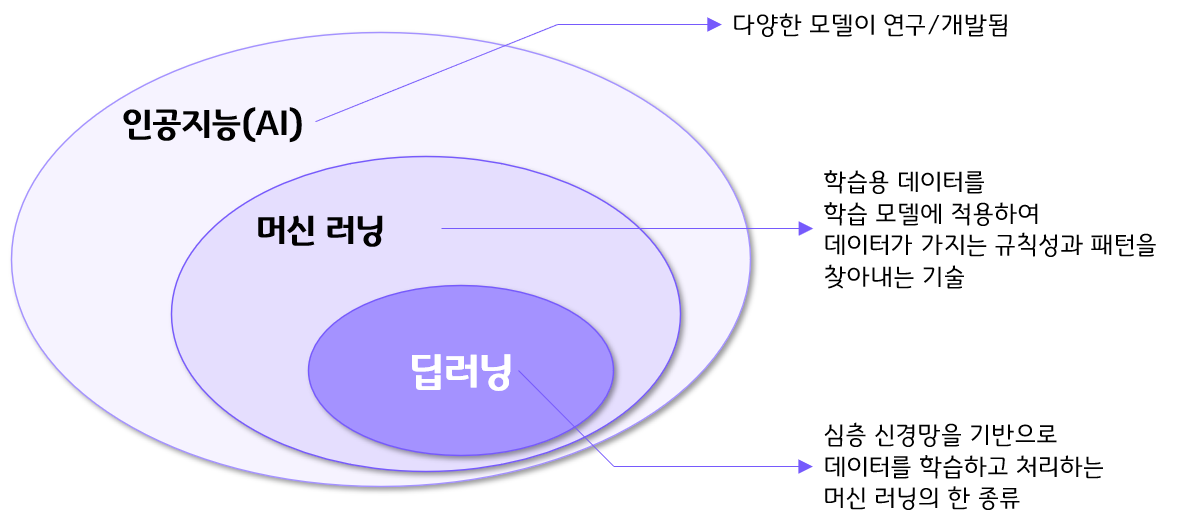 다양한 모델이 연구/개발됨
인공지능(AI)
학습용 데이터를
학습 모델에 적용하여
데이터가 가지는 규칙성과 패턴을
찾아내는 기술
머신 러닝
딥러닝
심층 신경망을 기반으로
데이터를 학습하고 처리하는
머신 러닝의 한 종류